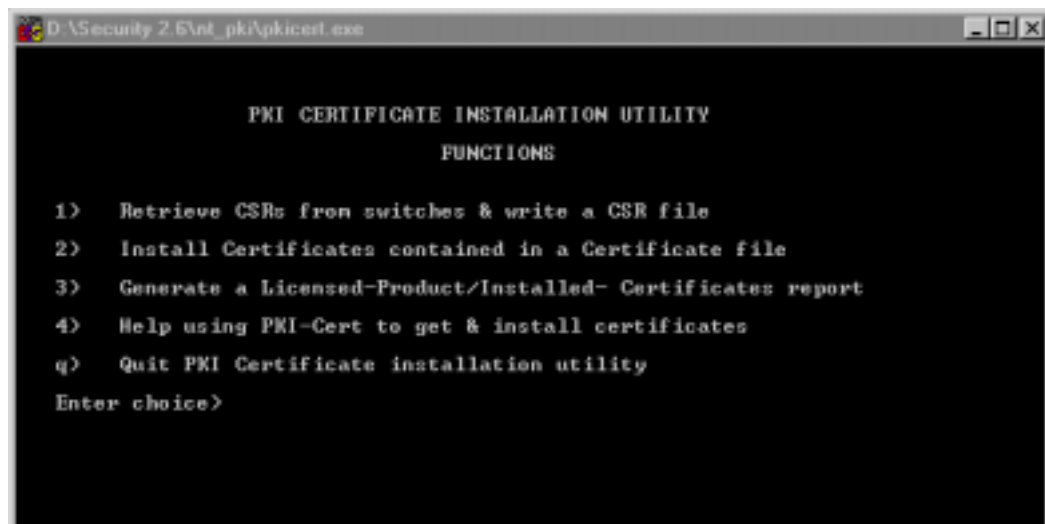 D:\Security 2.6\nt_pki\pkicert.exe
PKI CERTIFICATE INSTALLATION UTILITY
FUNCTIONS
1> Retrieve CSRs from switches & write a CSR file
2> Install Certificates contained in a Certificate file
3> Generate a Licensed-Product/Installed- Certificates report
4> Help using PKI-Cert to get & install certificates
q> Quit PKI Certificate installation utility
Enter choice>